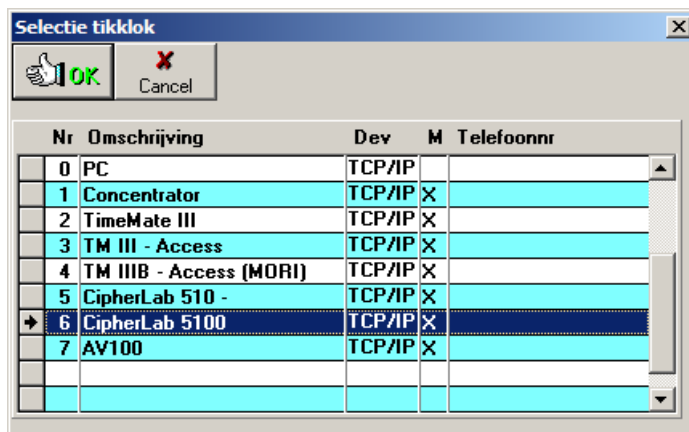 Selectie tikklok
OK
Cancel
Nr Omschrijving Dev M Telefoonnr
0 PC TCP/IP
1 Concentrator TCP/IP X
2 TimeMate III TCP/IP X
3 TM III - Access TCP/IP X
4 TM IIIB - Access (MORI) TCP/IP X
5 CipherLab 510 - TCP/IP X
6 CipherLab 5100 TCP/IP X
7 AV100 TCP/IP X